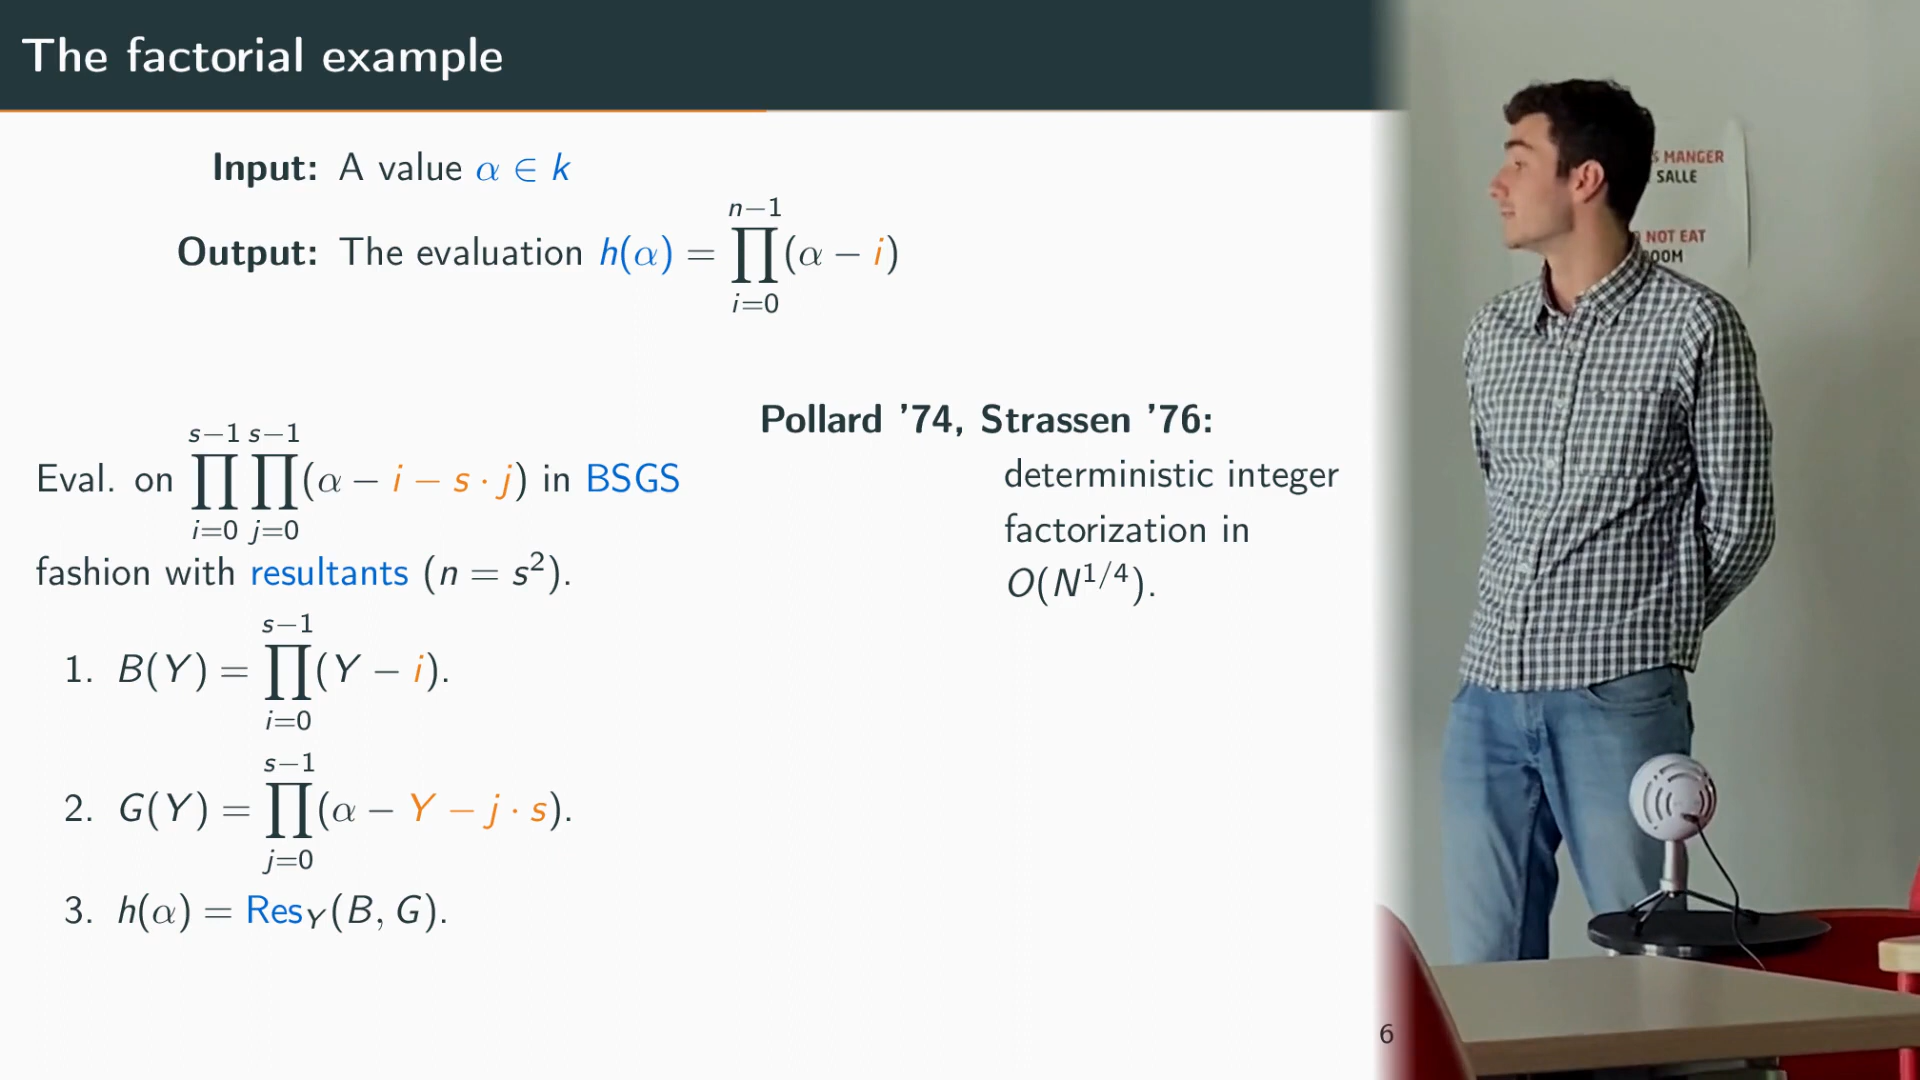 The factorial example
Input: A value α ∈ k
Output: The evaluation h(α) = ∏_{i=0}^{n−1} (α − i)
Eval. on ∏_{i=0}^{s−1} ∏_{j=0}^{s−1} (α − i − s · j) in BSGS
fashion with resultants (n = s²).
1. B(Y) = ∏_{i=0}^{s−1} (Y − i).
2. G(Y) = ∏_{j=0}^{s−1} (α − Y − j · s).
3. h(α) = Res_Y(B, G).
Pollard '74, Strassen '76:
deterministic integer
factorization in
O(N^{1/4}).
6
MANGER
SALLE
NOT EAT